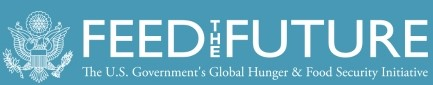 FEED THE FUTURE
The U.S. Government's Global Hunger & Food Security Initiative